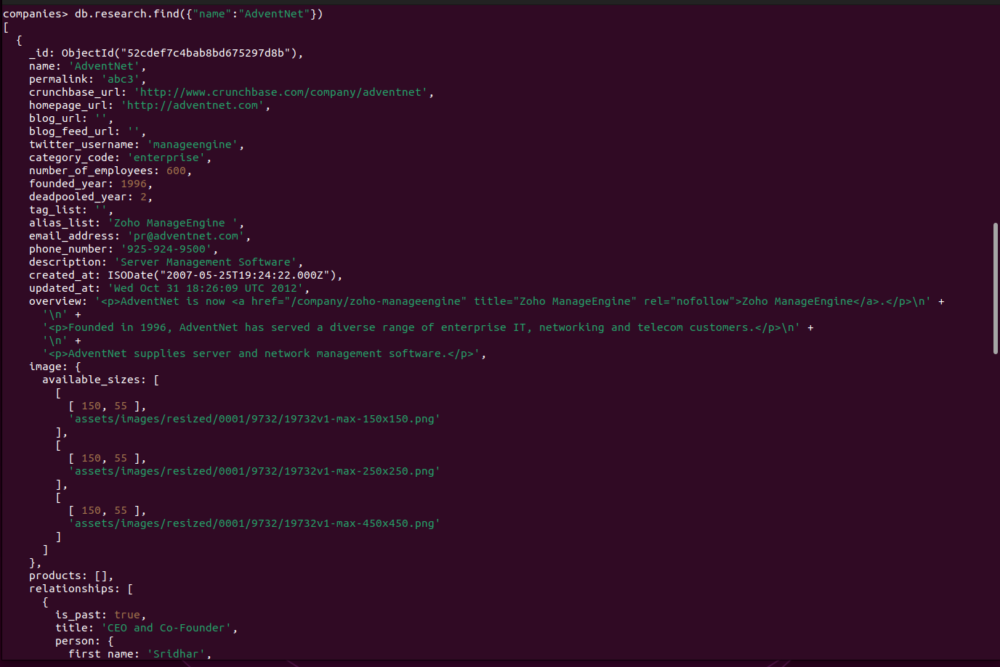 companies> db.research.find({"name":"AdventNet"})
[
  {
    _id: ObjectId("52cdef7c4bab8bd675297d8b"),
    name: 'AdventNet',
    permalink: 'abc3',
    crunchbase_url: 'http://www.crunchbase.com/company/adventnet',
    homepage_url: 'http://adventnet.com',
    blog_url: '',
    blog_feed_url: '',
    twitter_username: 'manageengine',
    category_code: 'enterprise',
    number_of_employees: 600,
    founded_year: 1996,
    deadpooled_year: 2,
    tag_list: '',
    alias_list: 'Zoho ManageEngine ',
    email_address: 'pr@adventnet.com',
    phone_number: '925-924-9500',
    description: 'Server Management Software',
    created_at: ISODate("2007-05-25T19:24:22.000Z"),
    updated_at: 'Wed Oct 31 18:26:09 UTC 2012',
    overview: '<p>AdventNet is now <a href="/company/zoho-manageengine" title="Zoho ManageEngine" rel="nofollow">Zoho ManageEngine</a>.</p>\n' +
      '\n' +
      '<p>Founded in 1996, AdventNet has served a diverse range of enterprise IT, networking and telecom customers.</p>\n' +
      '\n' +
      '<p>AdventNet supplies server and network management software.</p>',
    image: {
      available_sizes: [
        [
          [ 150, 55 ],
          'assets/images/resized/0001/9732/19732v1-max-150x150.png'
        ],
        [
          [ 150, 55 ],
          'assets/images/resized/0001/9732/19732v1-max-250x250.png'
        ],
        [
          [ 150, 55 ],
          'assets/images/resized/0001/9732/19732v1-max-450x450.png'
        ]
      ]
    },
    products: [],
    relationships: [
      {
        is_past: true,
        title: 'CEO and Co-Founder',
        person: {
          first_name: 'Sridhar',